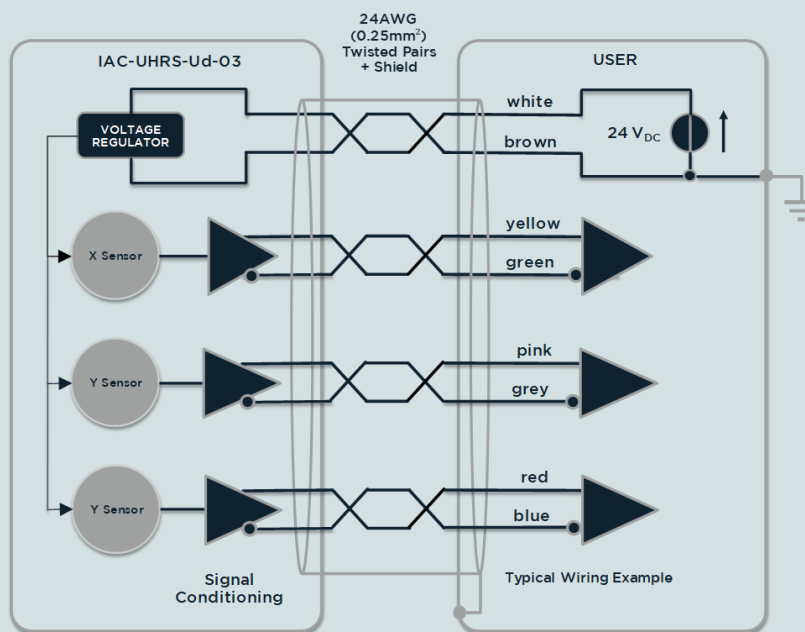 24AWG
(0.25mm²)
Twisted Pairs
+ Shield
IAC-UHRS-Ud-03
USER
VOLTAGE
REGULATOR
white
brown
24 VDC
X Sensor
yellow
green
Y Sensor
pink
grey
Y Sensor
red
blue
Signal
Conditioning
Typical Wiring Example